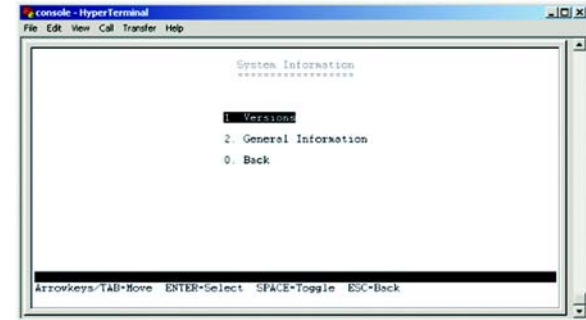 console - HyperTerminal
File Edit View Call Transfer Help
System Information
==================
1. Versions
2. General Information
0. Back
Arrowkeys/TAB-Move ENTER-Select SPACE-Toggle ESC-Back